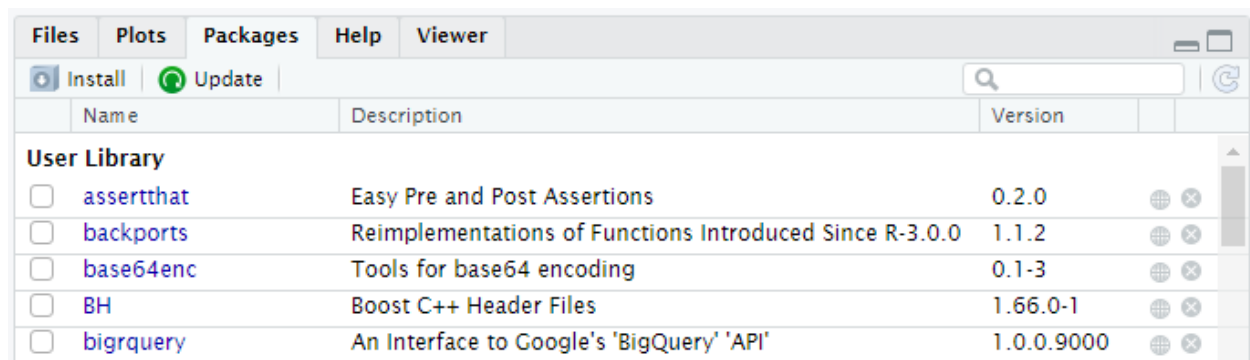 Files Plots Packages Help Viewer
Install Update
Name Description Version
User Library
assertthat Easy Pre and Post Assertions 0.2.0
backports Reimplementations of Functions Introduced Since R-3.0.0 1.1.2
base64enc Tools for base64 encoding 0.1-3
BH Boost C++ Header Files 1.66.0-1
bigrquery An Interface to Google's 'BigQuery' 'API' 1.0.0.9000